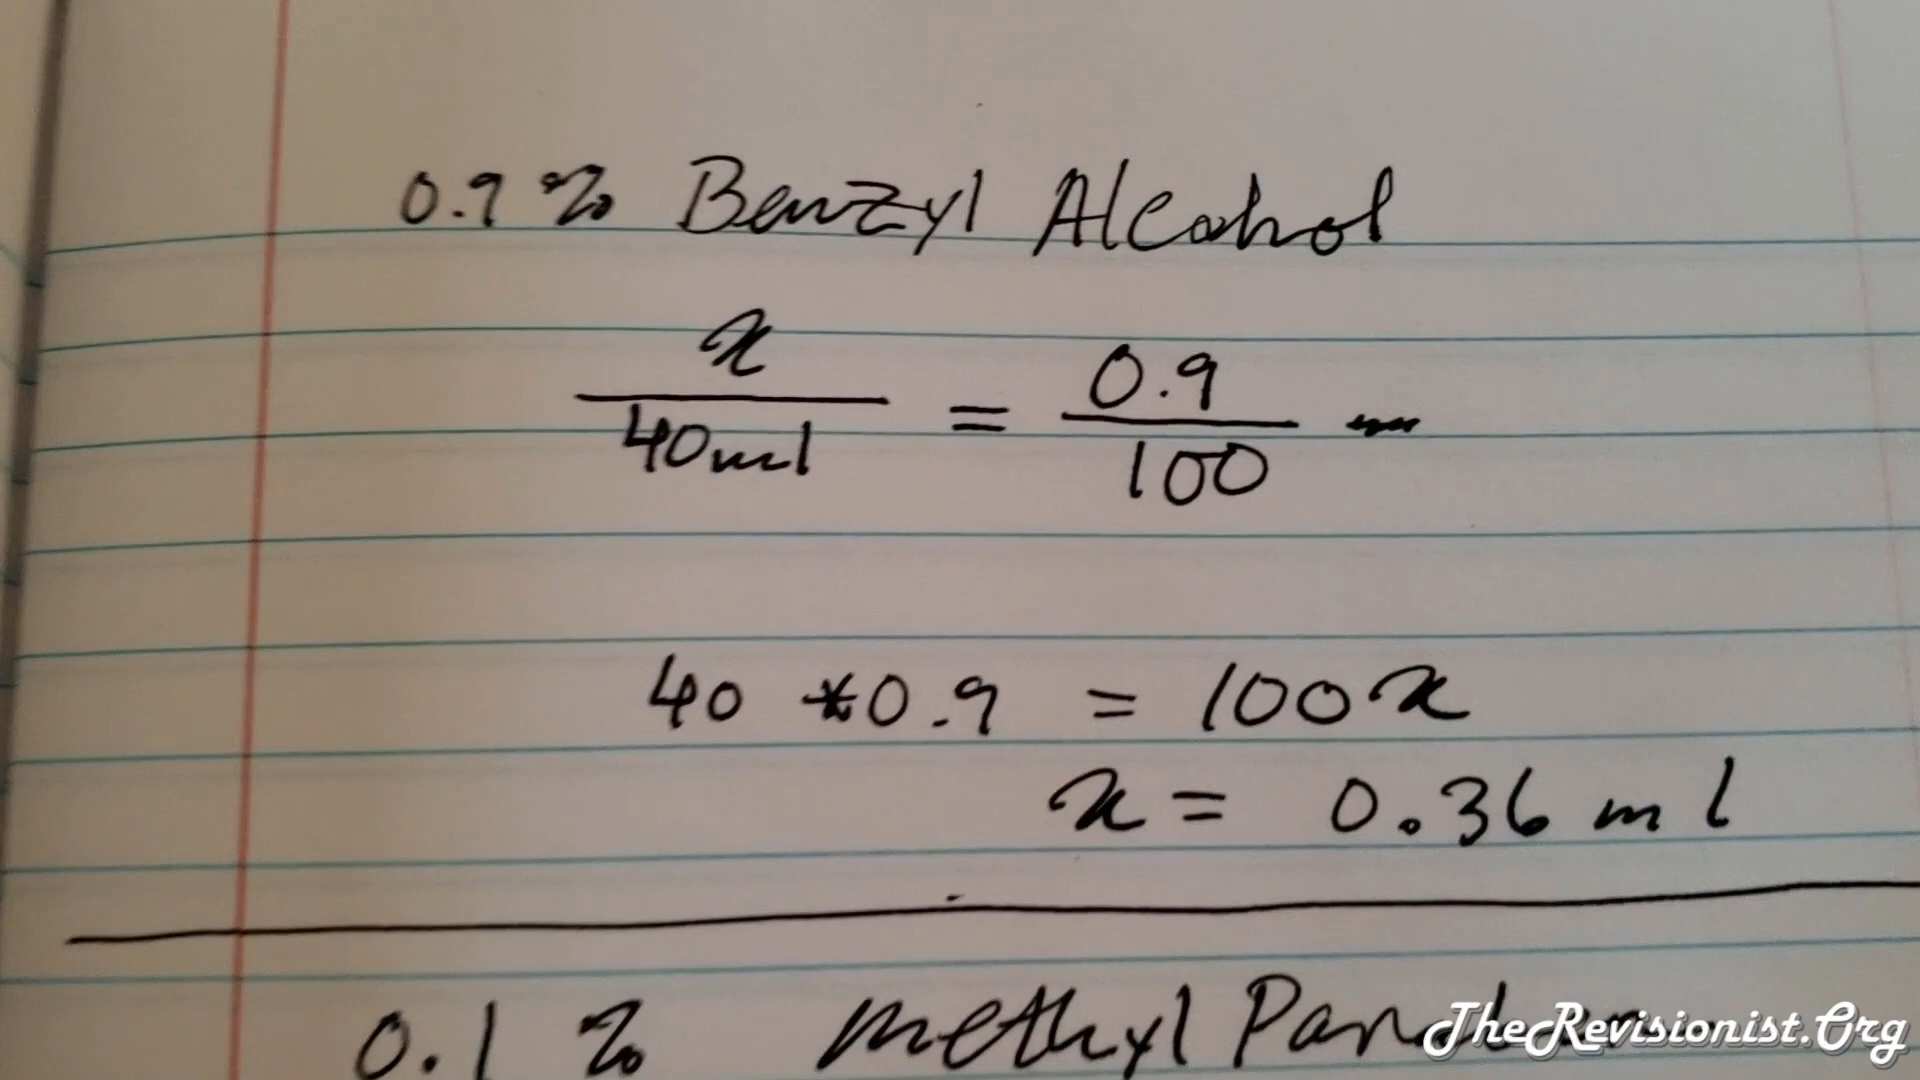 0.9% Benzyl Alcohol
x/40ml = 0.9/100
40 * 0.9 = 100x
x = 0.36 ml
0.1% methyl
TheRevisionist.Org